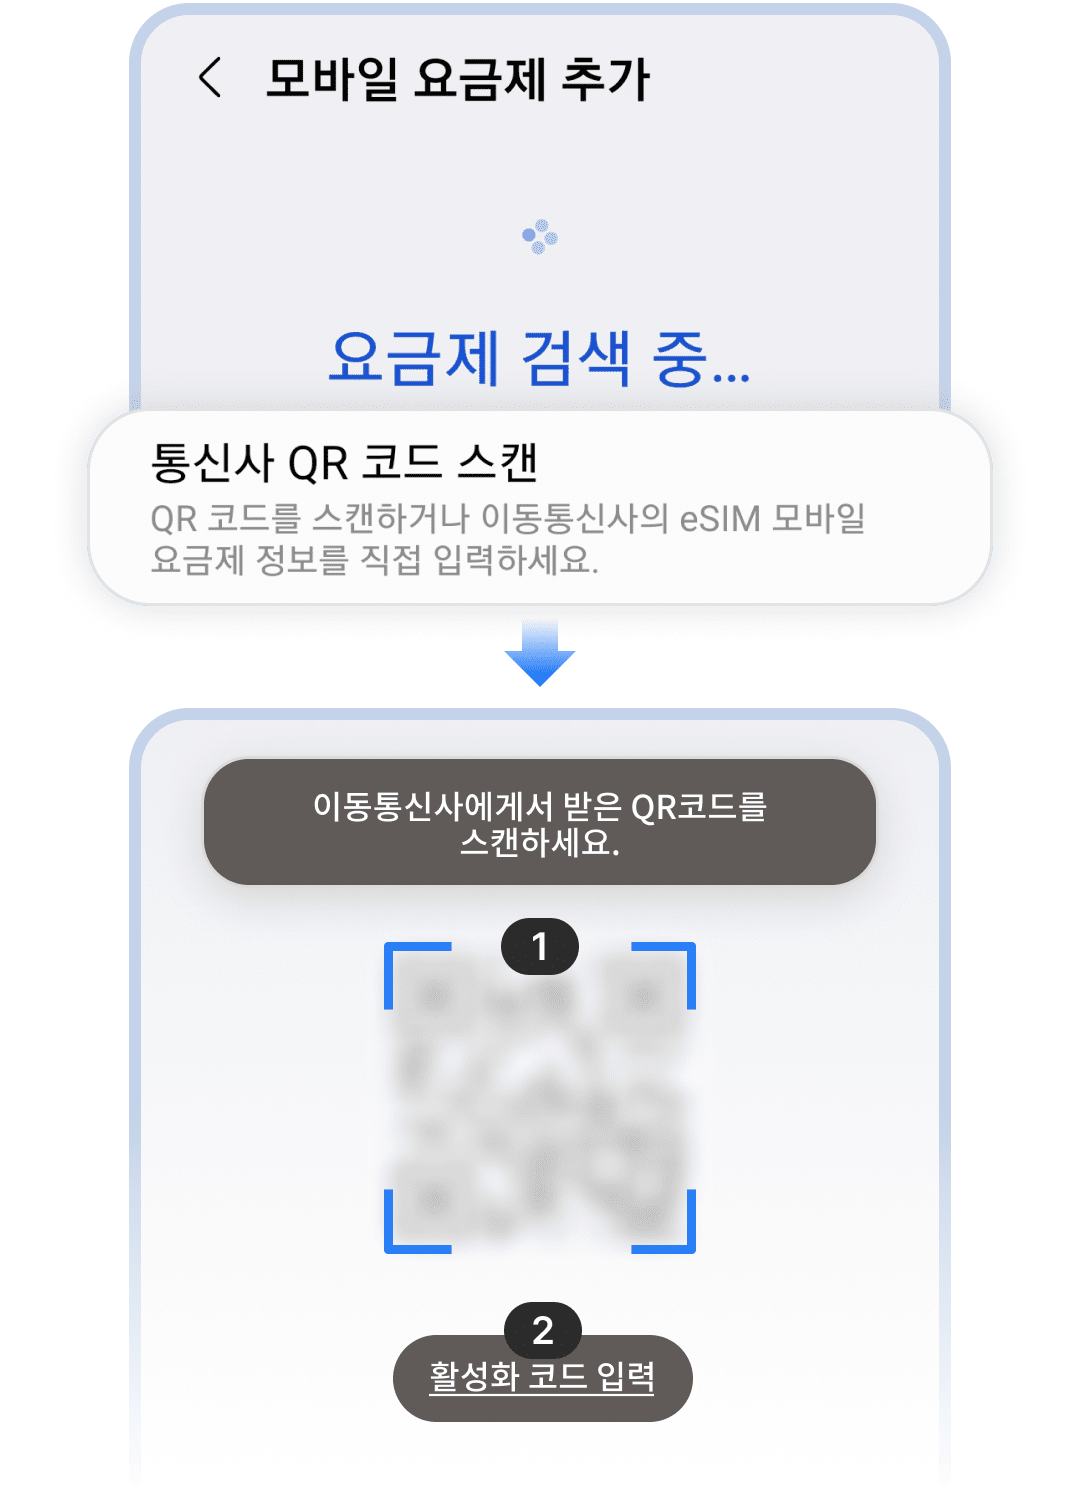 모바일 요금제 추가
요금제 검색 중...
통신사 QR 코드 스캔
QR 코드를 스캔하거나 이동통신사의 eSIM 모바일
요금제 정보를 직접 입력하세요.
이동통신사에게서 받은 QR코드를
스캔하세요.
1
2
활성화 코드 입력